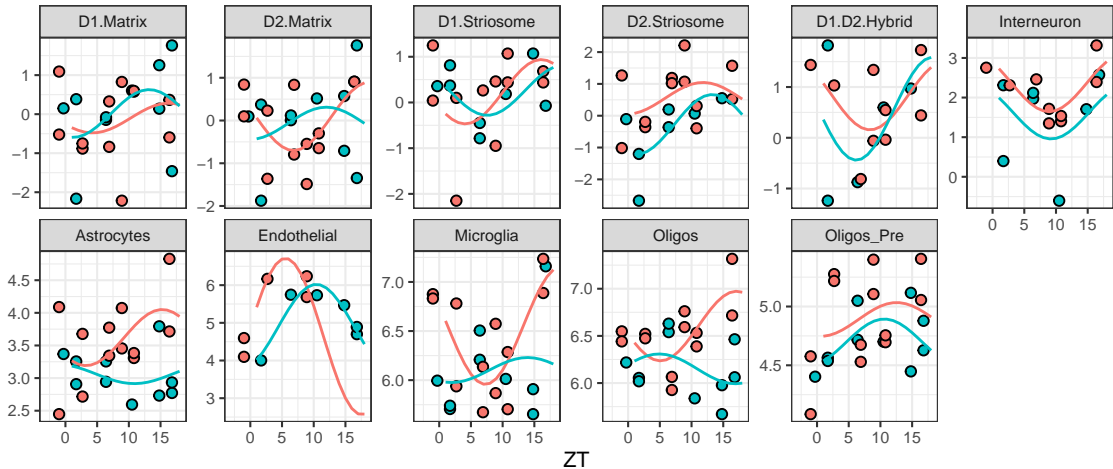 D1.Matrix D2.Matrix D1.Striosome D2.Striosome D1.D2.Hybrid Interneuron
1 0 −1 −2
1 0 −1 −2
1 0 −1 −2
2 1 0 −1 −2
1 0 −1
3 2 1 0
0 5 10 15
Astrocytes Endothelial Microglia Oligos Oligos_Pre
4.5 4.0 3.5 3.0 2.5
6 5 4 3
7.0 6.5 6.0
7.0 6.5 6.0
5.0 4.5
0 5 10 15 0 5 10 15 0 5 10 15 0 5 10 15 0 5 10 15
ZT